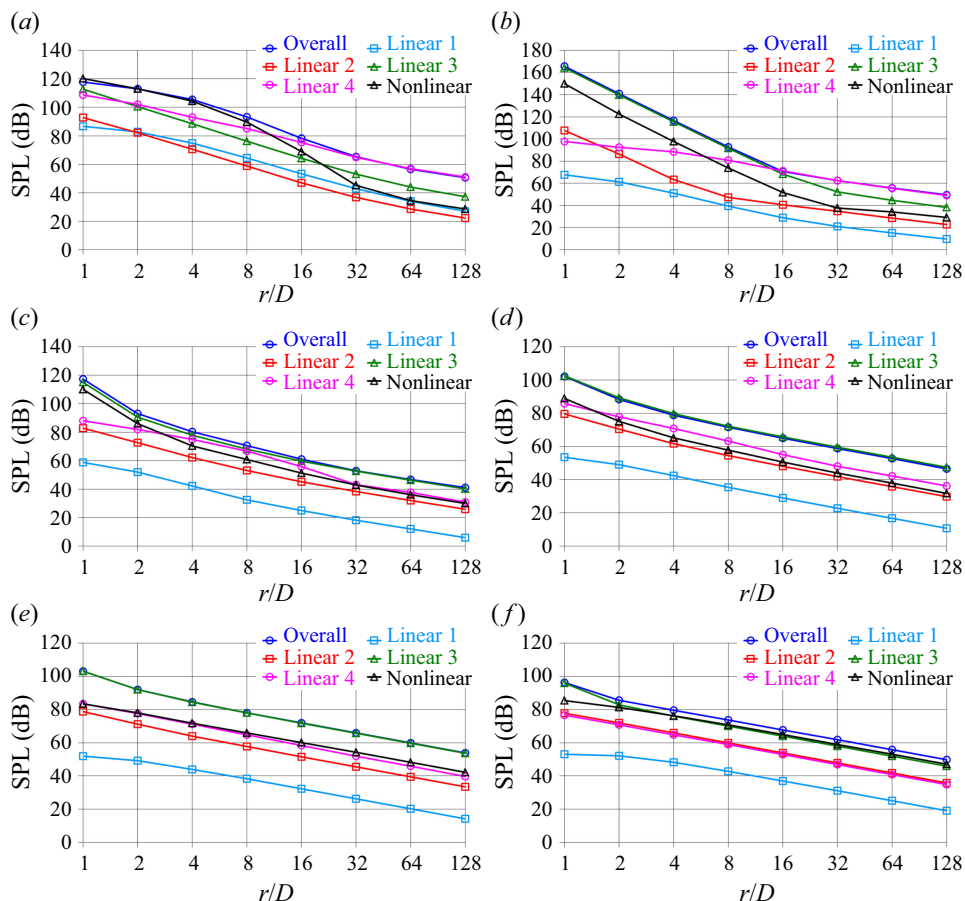 (a)
Overall Linear 1
Linear 2 Linear 3
Linear 4 Nonlinear
140
120
100
80
60
40
20
0
SPL (dB)
1 2 4 8 16 32 64 128
r/D
(b)
Overall Linear 1
Linear 2 Linear 3
Linear 4 Nonlinear
180
160
140
120
100
80
60
40
20
0
SPL (dB)
1 2 4 8 16 32 64 128
r/D
(c)
Overall Linear 1
Linear 2 Linear 3
Linear 4 Nonlinear
140
120
100
80
60
40
20
0
SPL (dB)
1 2 4 8 16 32 64 128
r/D
(d)
Overall Linear 1
Linear 2 Linear 3
Linear 4 Nonlinear
120
100
80
60
40
20
0
SPL (dB)
1 2 4 8 16 32 64 128
r/D
(e)
Overall Linear 1
Linear 2 Linear 3
Linear 4 Nonlinear
120
100
80
60
40
20
0
SPL (dB)
1 2 4 8 16 32 64 128
r/D
(f)
Overall Linear 1
Linear 2 Linear 3
Linear 4 Nonlinear
120
100
80
60
40
20
0
SPL (dB)
1 2 4 8 16 32 64 128
r/D